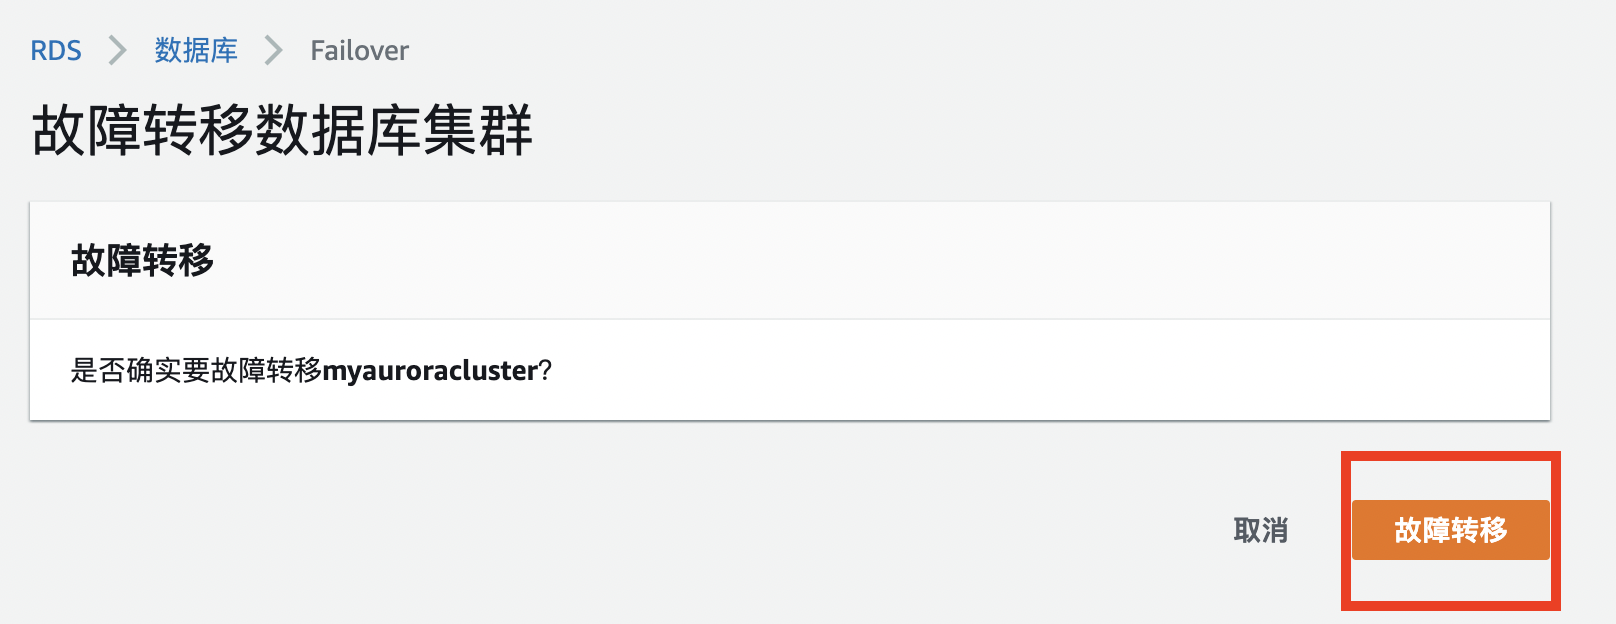 RDS > 数据库 > Failover
故障转移数据库集群
故障转移
是否确实要故障转移myauroracluster?
取消
故障转移